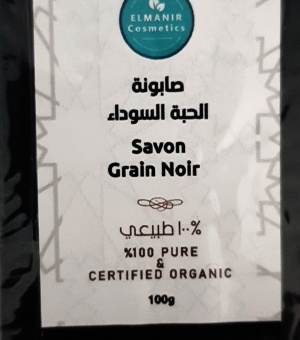 ELMANIR
Cosmetics
صابونة
الحبة السوداء
Savon
Grain Noir
%١٠٠ طبيعي
%100 PURE
&
CERTIFIED ORGANIC
100g